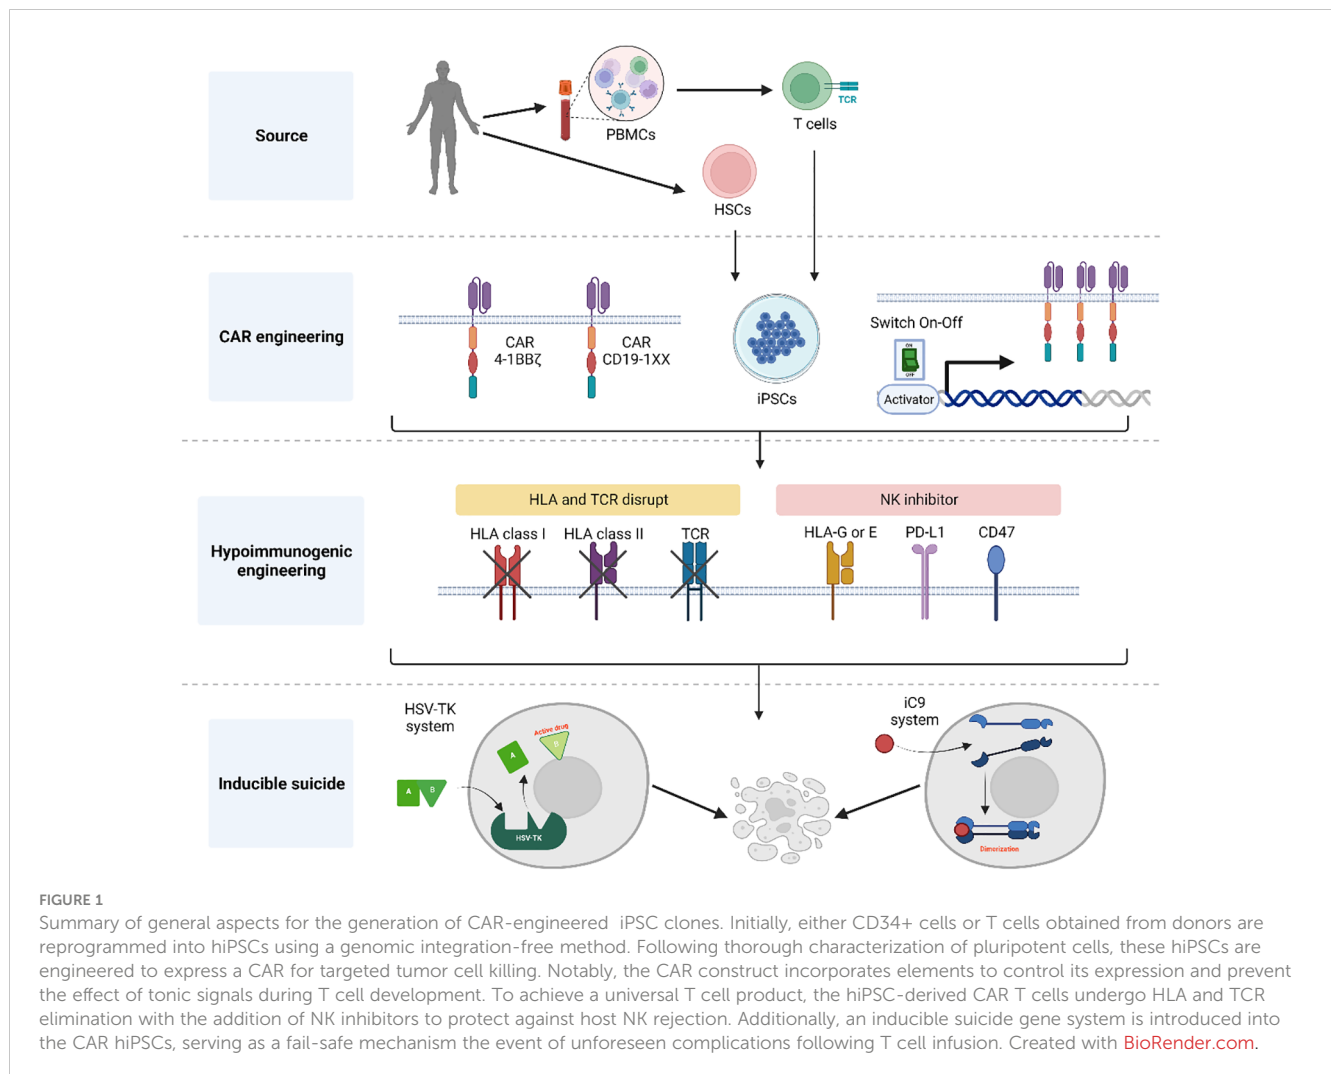 Source
PBMCs
TCR
T cells
HSCs
CAR engineering
CAR
4-1BBζ
CAR
CD19-1XX
iPSCs
Switch On-Off
ON
OFF
Activator
Hypoimmunogenic
engineering
HLA and TCR disrupt
NK inhibitor
HLA class I
HLA class II
TCR
HLA-G or E
PD-L1
CD47
Inducible suicide
HSV-TK
system
A
B
A
Active drug
B
HSV-TK
iC9
system
Dimerization
FIGURE 1
Summary of general aspects for the generation of CAR-engineered iPSC clones. Initially, either CD34+ cells or T cells obtained from donors are
reprogrammed into hiPSCs using a genomic integration-free method. Following thorough characterization of pluripotent cells, these hiPSCs are
engineered to express a CAR for targeted tumor cell killing. Notably, the CAR construct incorporates elements to control its expression and prevent
the effect of tonic signals during T cell development. To achieve a universal T cell product, the hiPSC-derived CAR T cells undergo HLA and TCR
elimination with the addition of NK inhibitors to protect against host NK rejection. Additionally, an inducible suicide gene system is introduced into
the CAR hiPSCs, serving as a fail-safe mechanism the event of unforeseen complications following T cell infusion. Created with BioRender.com.